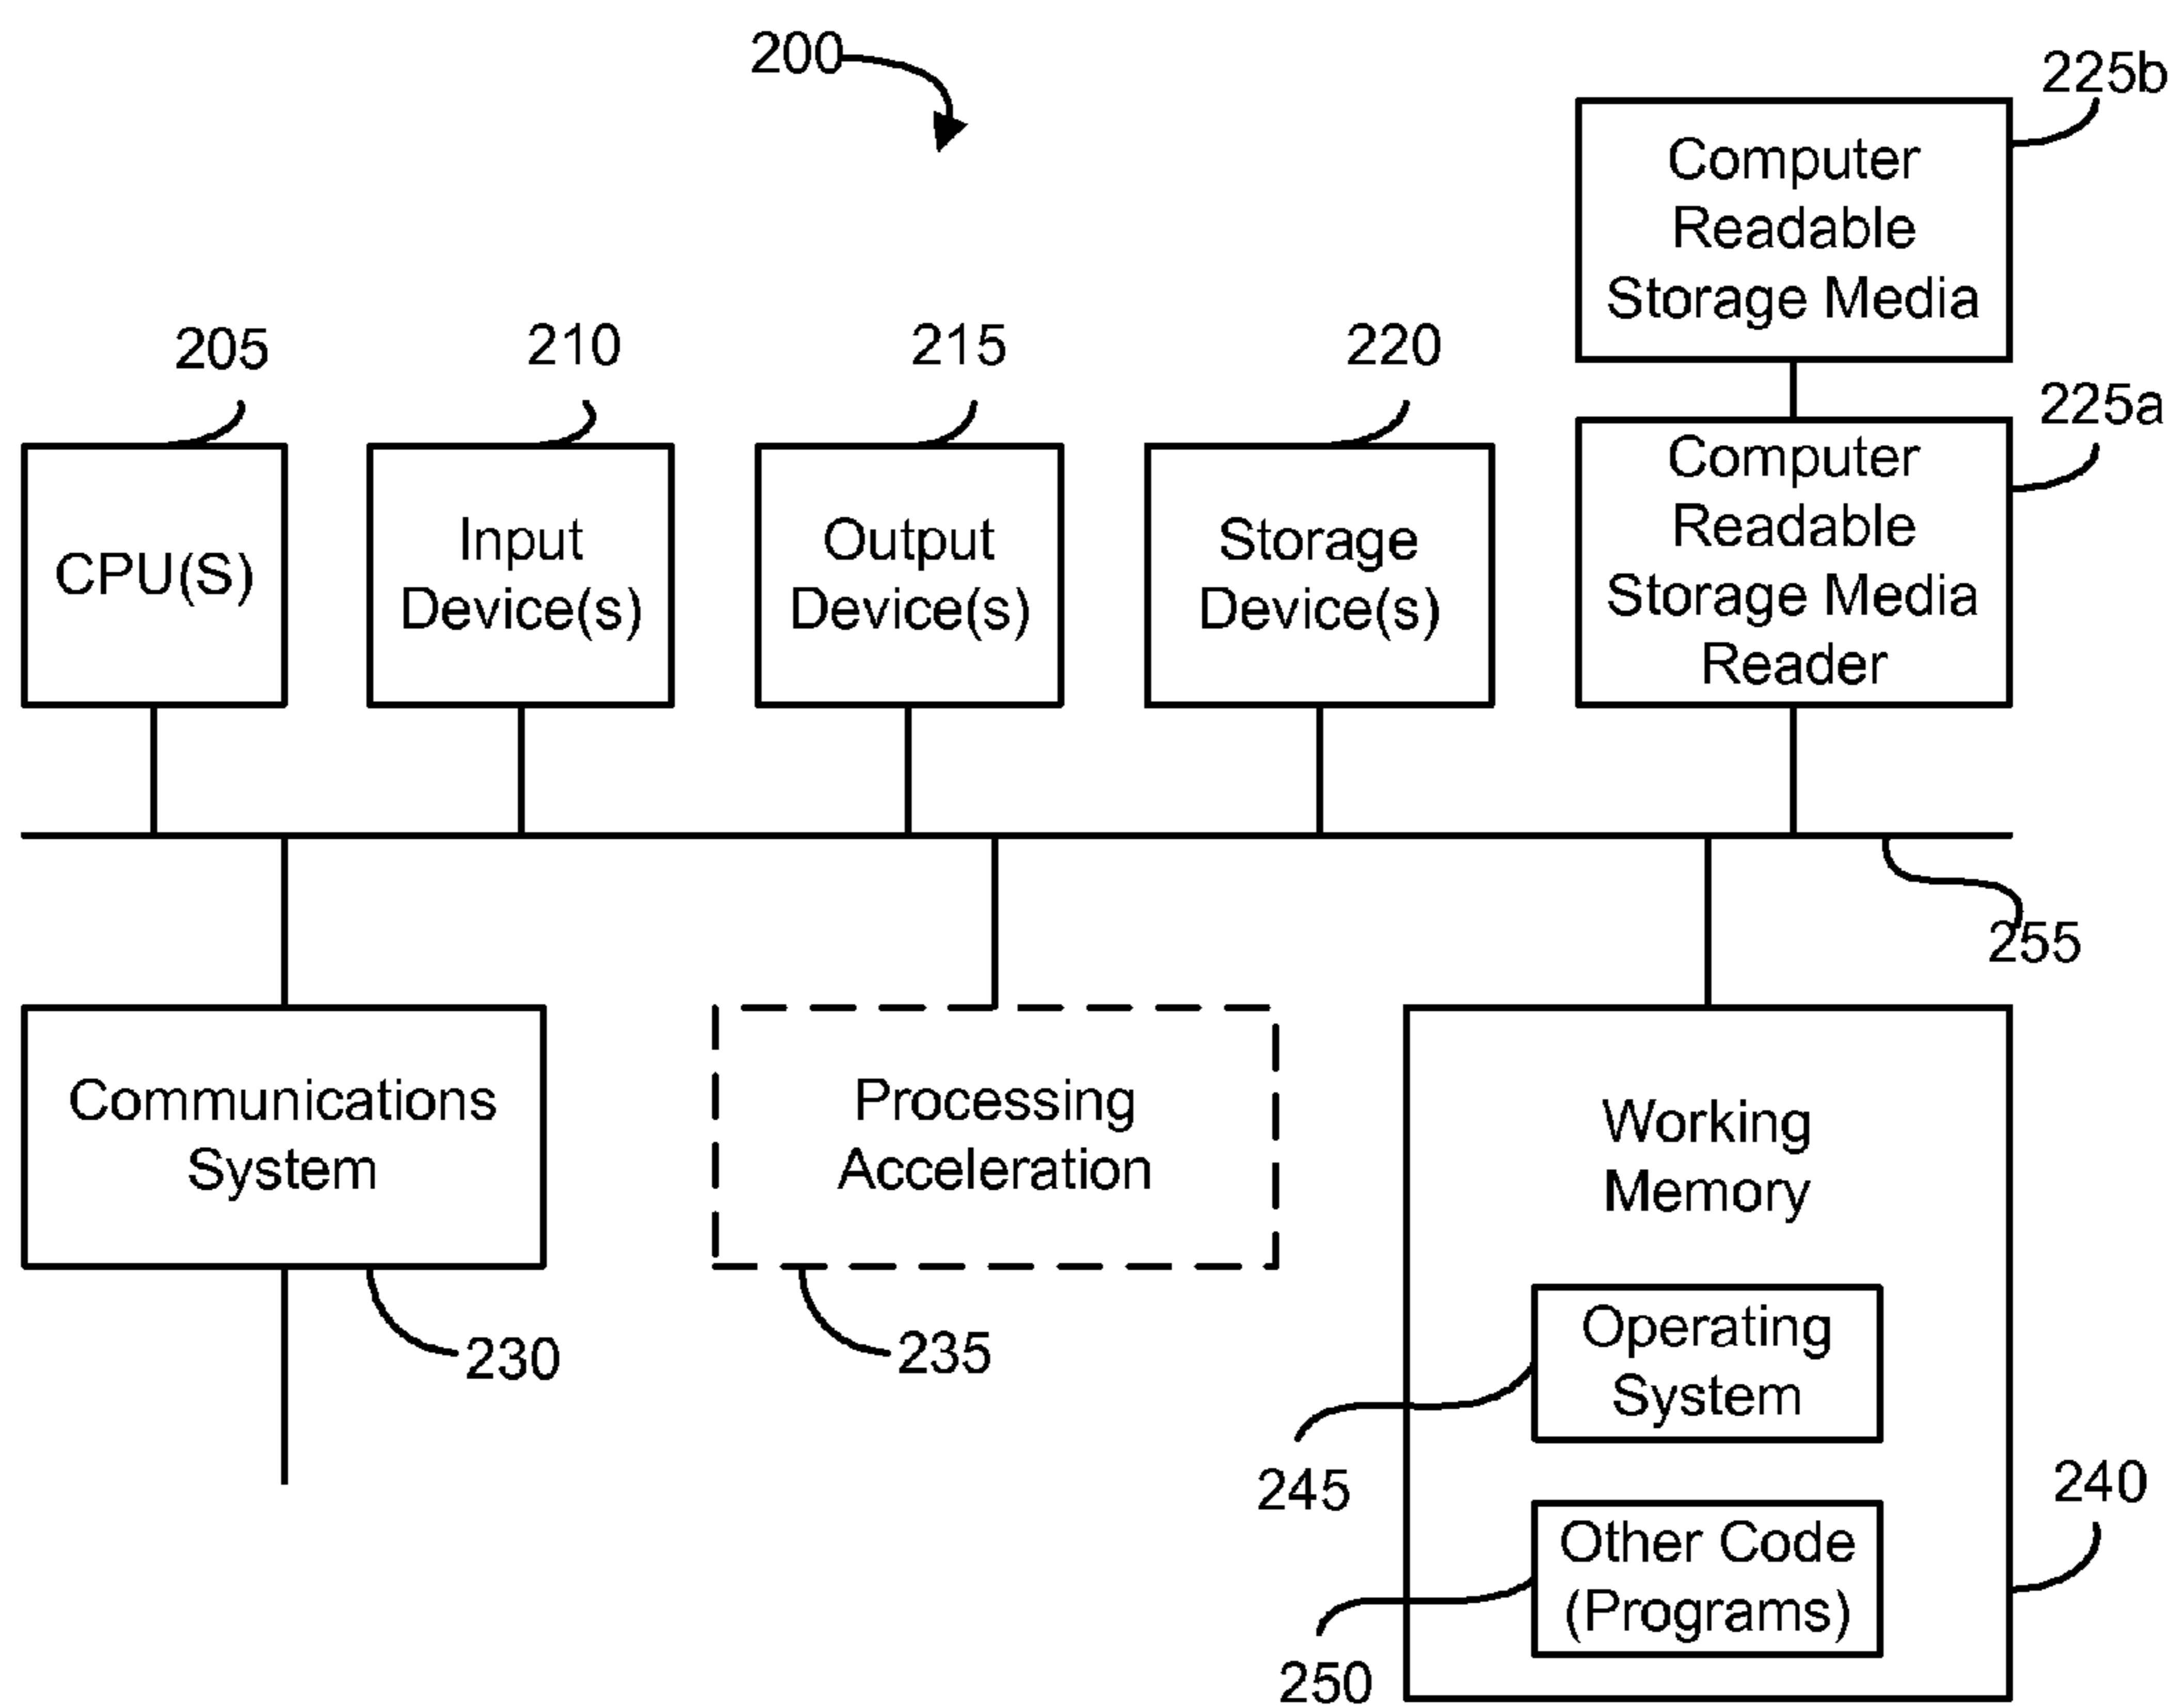 200
225b
Computer
Readable
Storage Media
205
210
215
220
225a
CPU(S)
Input
Device(s)
Output
Device(s)
Storage
Device(s)
Computer
Readable
Storage Media
Reader
255
Communications
System
230
Processing
Acceleration
235
Working
Memory
Operating
System
245
240
Other Code
(Programs)
250